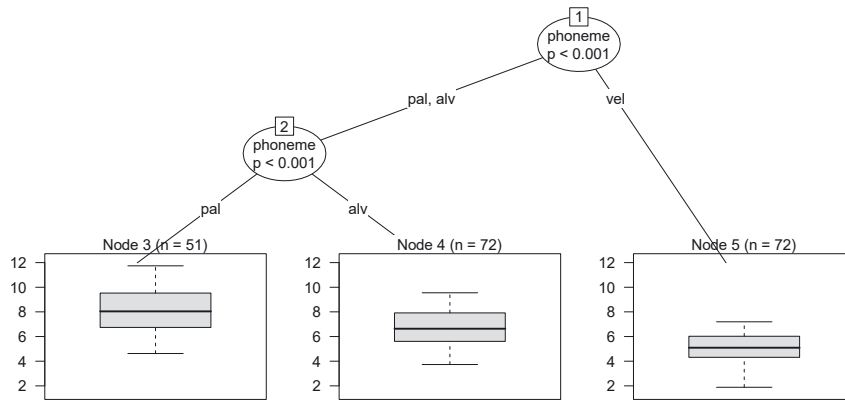 1
phoneme
p < 0.001
pal, alv
vel
2
phoneme
p < 0.001
pal
alv
Node 3 (n = 51)
12
10
8
6
4
2
Node 4 (n = 72)
12
10
8
6
4
2
Node 5 (n = 72)
12
10
8
6
4
2